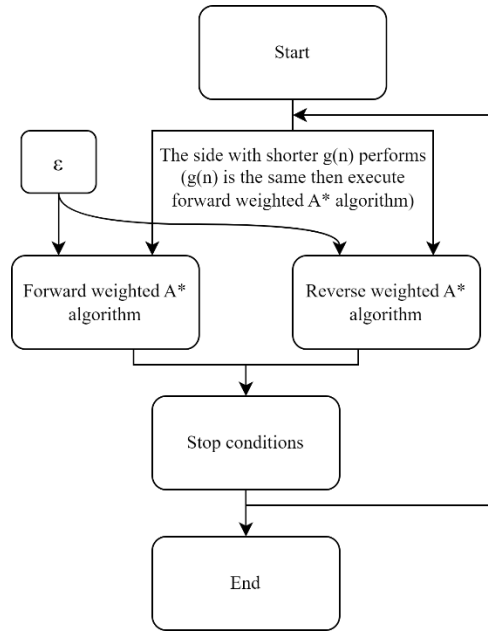 Start
ε
The side with shorter g(n) performs
(g(n) is the same then execute
forward weighted A* algorithm)
Forward weighted A*
algorithm
Reverse weighted A*
algorithm
Stop conditions
End